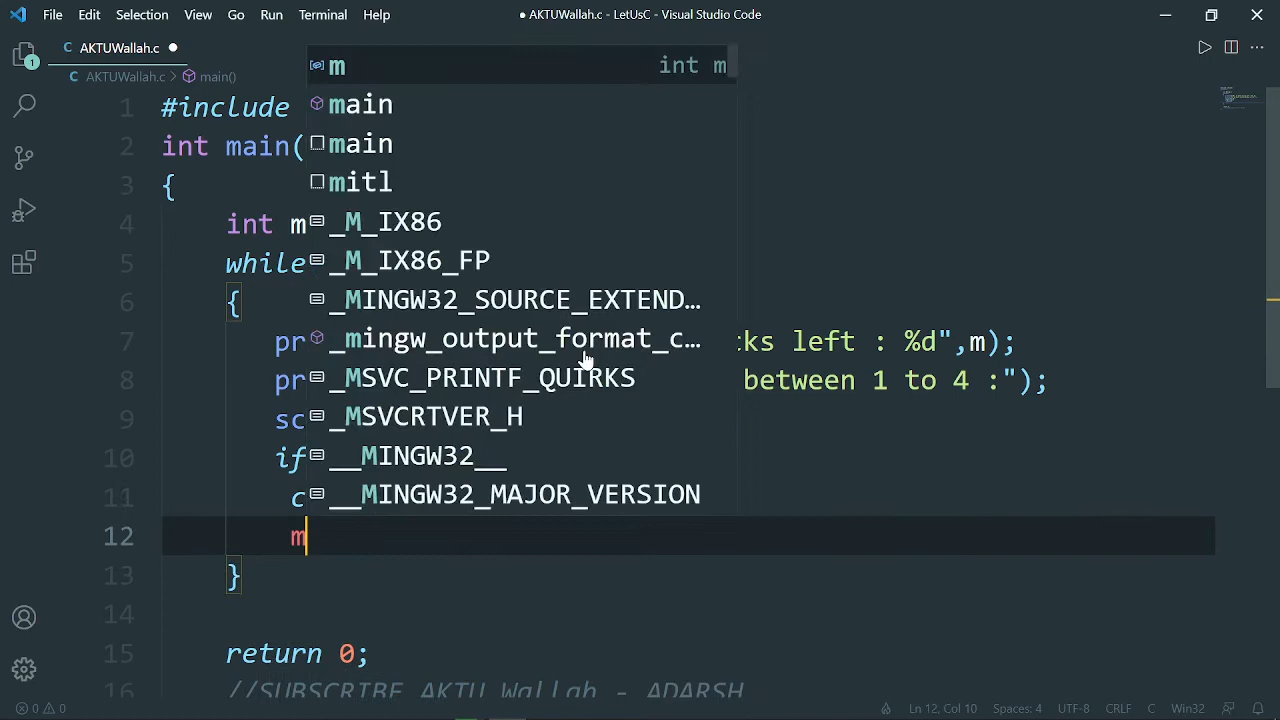 File Edit Selection View Go Run Terminal Help
● AKTUWallah.c - LetUsC - Visual Studio Code
C AKTUWallah.c ●
C AKTUWallah.c > main()
1
1 #include
2 int main(
3 {
4 int m
5 while
6 {
7 pr ks left : %d",m);
8 pr between 1 to 4 :");
9 sc
10 if
11 c
12 m
13 }
14
15 return 0;
16 //SUBSCRIBE AKTU Wallah - ADARSH
m int m
main
main
mitl
_M_IX86
_M_IX86_FP
_MINGW32_SOURCE_EXTEND…
_mingw_output_format_c…
_MSVC_PRINTF_QUIRKS
_MSVCRTVER_H
__MINGW32__
__MINGW32_MAJOR_VERSION
0 0 Ln 12, Col 10 Spaces: 4 UTF-8 CRLF C Win32